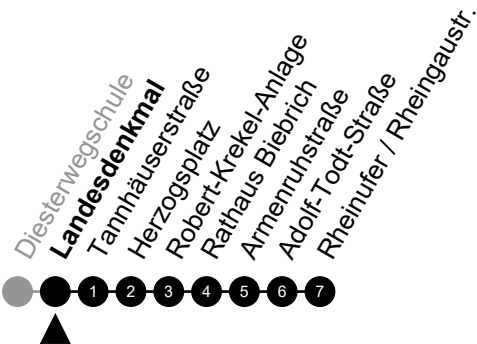 Diesterwegschule
Landesdenkmal
Tannhäuserstraße
Herzogsplatz
Robert-Krekel-Anlage
Rathaus Biebrich
Armenruhstraße
Adolf-Todt-Straße
Rheinufer / Rheingaustr.
1 2 3 4 5 6 7